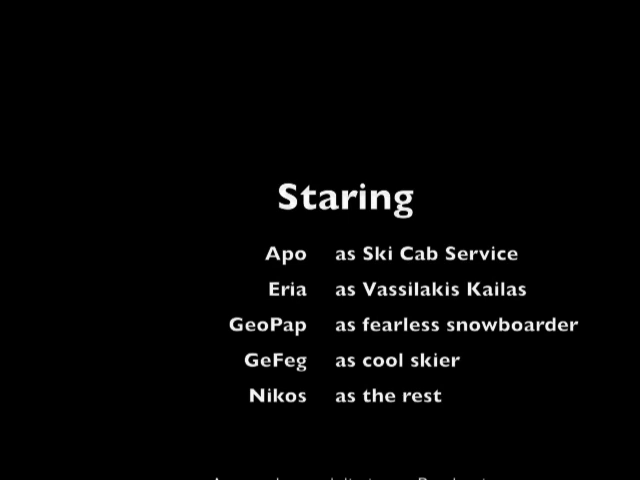 Staring
Apo as Ski Cab Service
Eria as Vassilakis Kailas
GeoPap as fearless snowboarder
GeFeg as cool skier
Nikos as the rest